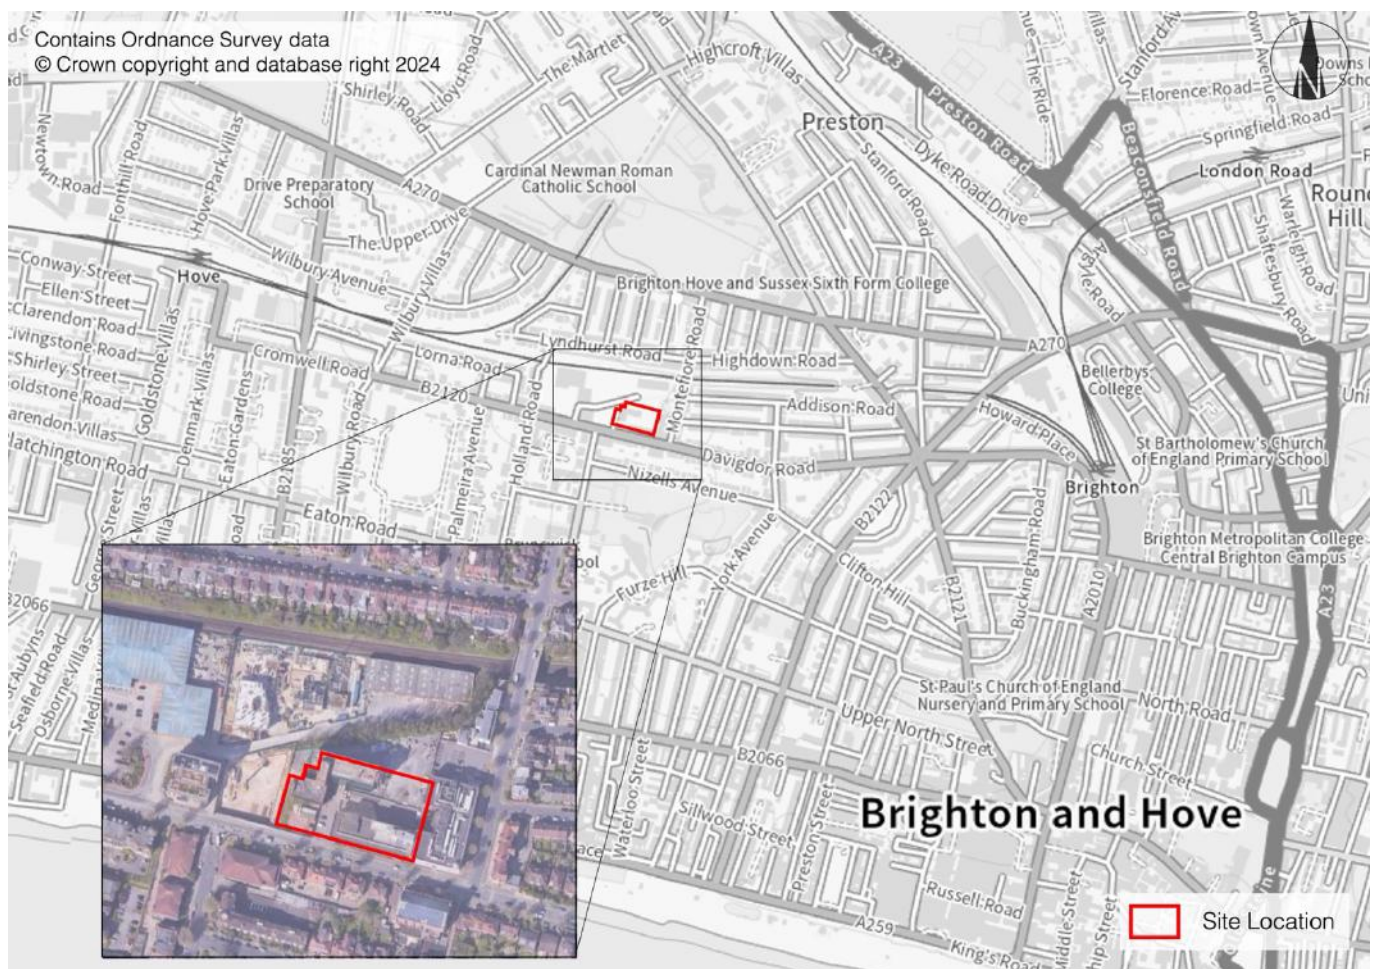 Contains Ordnance Survey data
© Crown copyright and database right 2024
Newtown Road
Fonthill Road
Hove Park Villas
Drive Preparatory
School
Shirley Road
Lloyd Road
The Martlet
Highcroft Villas
A270
The Upper Drive
Wilbury Avenue
Wilbury Villas
Cardinal Newman Roman
Catholic School
Preston
A23
Preston Road
Stanford Road
Dyke Road Drive
Beaconsfield Road
Florence Road
Springfield Road
London Road
Warleigh Road
Shaftesbury Road
Argyle Road
Hove
Conway Street
Ellen Street
Clarendon Road
Shirley Street
Goldstone Villas
Denmark Villas
Eaton Gardens
B2185
Wilbury Road
Cromwell Road
Lorna Road
B2120
Palmeira Avenue
Holland Road
Eaton Road
Brighton Hove and Sussex Sixth Form College
Lyndhurst Road
Highdown Road
Montefiore Road
Addison Road
Davigdor Road
Nizells Avenue
A270
Bellerbys
College
Howard Place
Brighton
St Bartholomew's Church
of England Primary School
Brighton Metropolitan College
Central Brighton Campus
B2122
York Avenue
Furze Hill
Clifton Hill
B2121
Buckingham Road
A2010
A23
B2066
Seafield Road
Osborne Villas
St Paul's Church of England
Nursery and Primary School
North Road
Upper North Street
Church Street
B2066
Waterloo Street
Sillwood Street
Preston Street
Brighton and Hove
Russell Road
Middle Street
A259
King's Road
Site Location
N